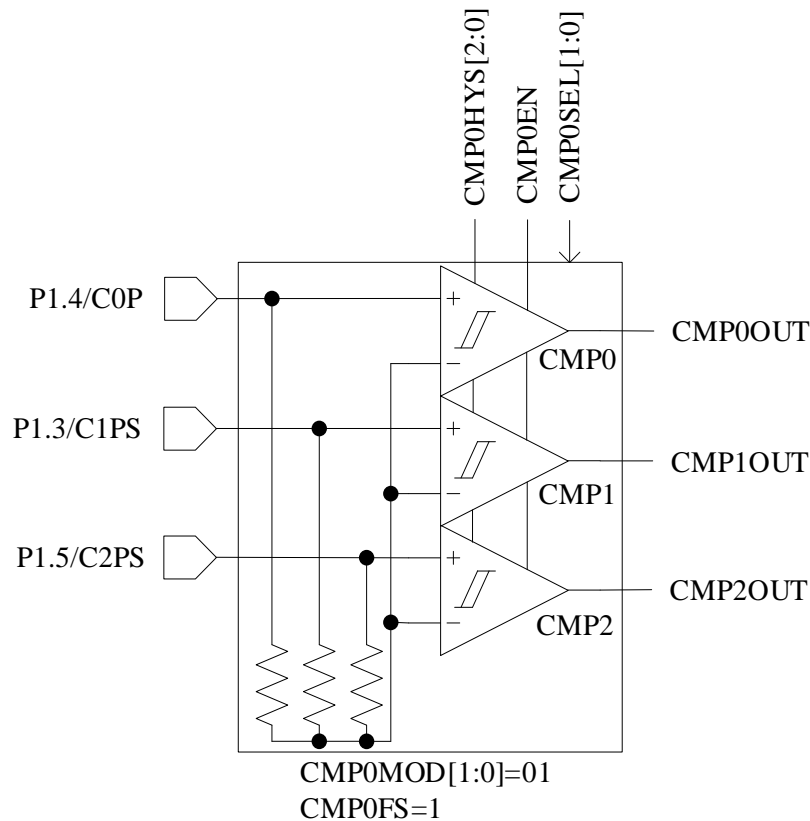 CMP0HYS[2:0]
CMP0EN
CMP0SEL[1:0]
P1.4/C0P
+
−
CMP0
CMP0OUT
P1.3/C1PS
+
−
CMP1
CMP1OUT
P1.5/C2PS
+
−
CMP2
CMP2OUT
CMP0MOD[1:0]=01
CMP0FS=1